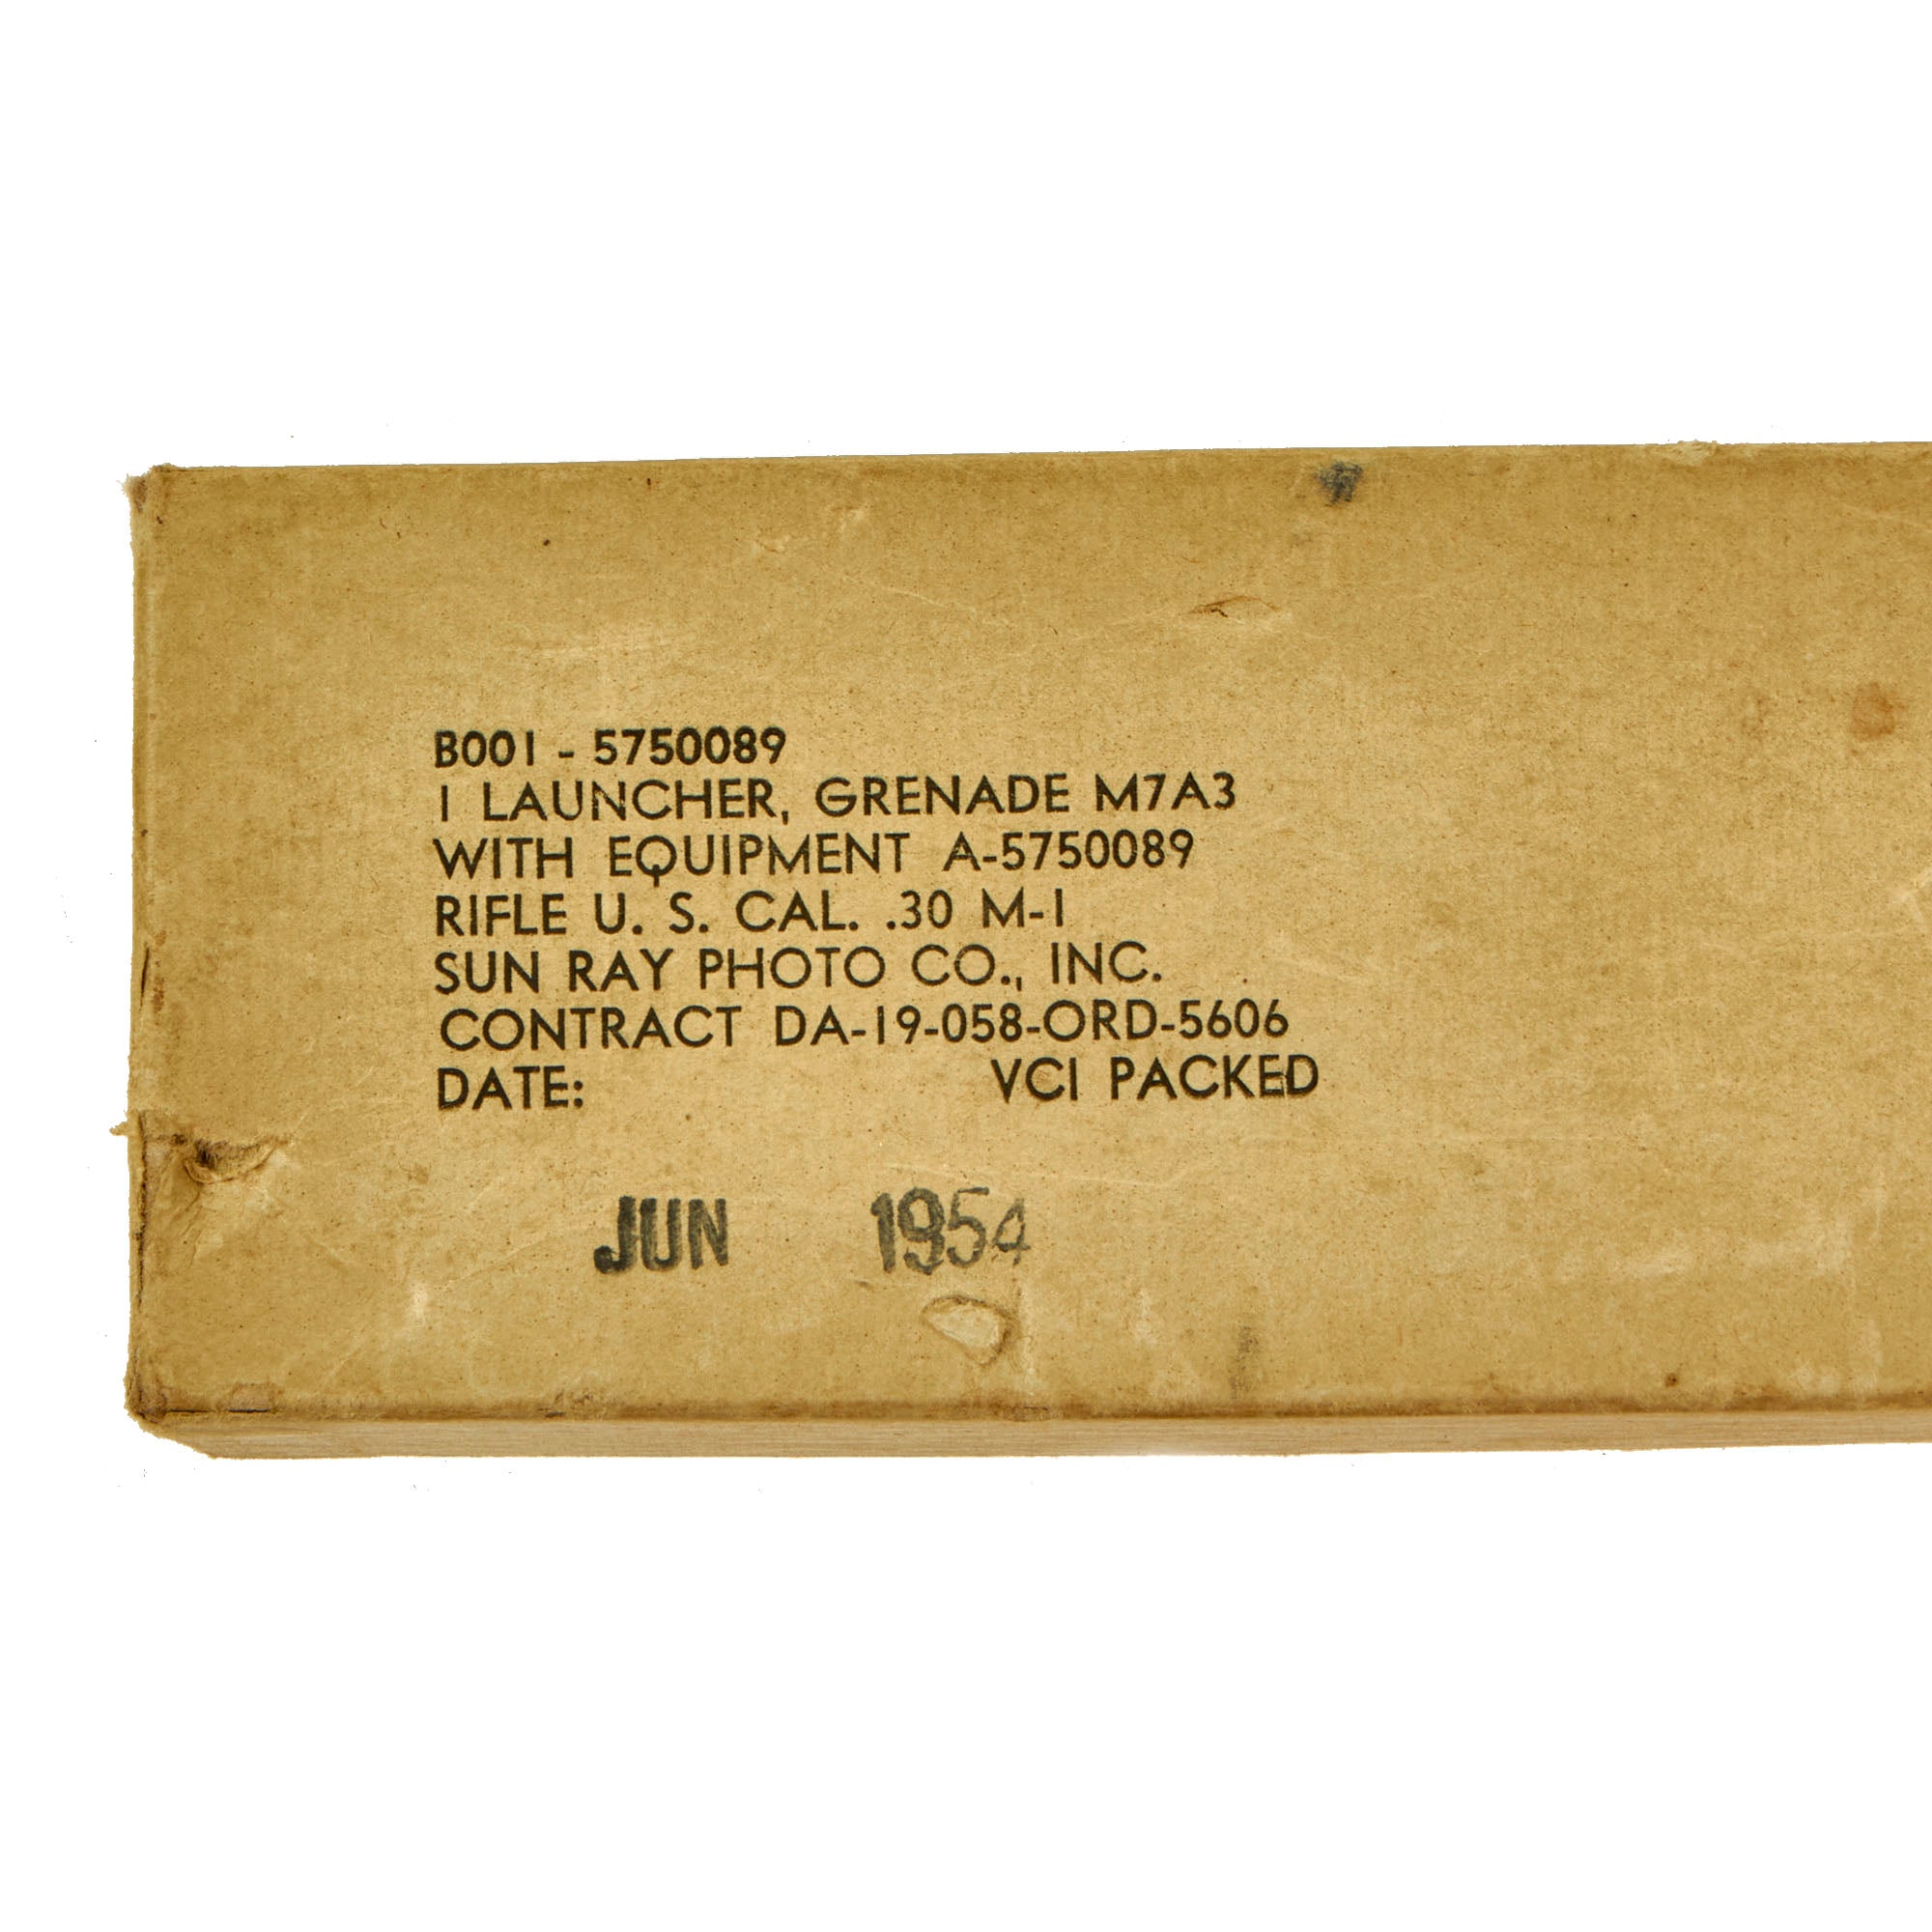 B001 - 5750089
1 LAUNCHER, GRENADE M7A3
WITH EQUIPMENT A-5750089
RIFLE U. S. CAL. .30 M-1
SUN RAY PHOTO CO., INC.
CONTRACT DA-19-058-ORD-5606
DATE: VCI PACKED
JUN 1954